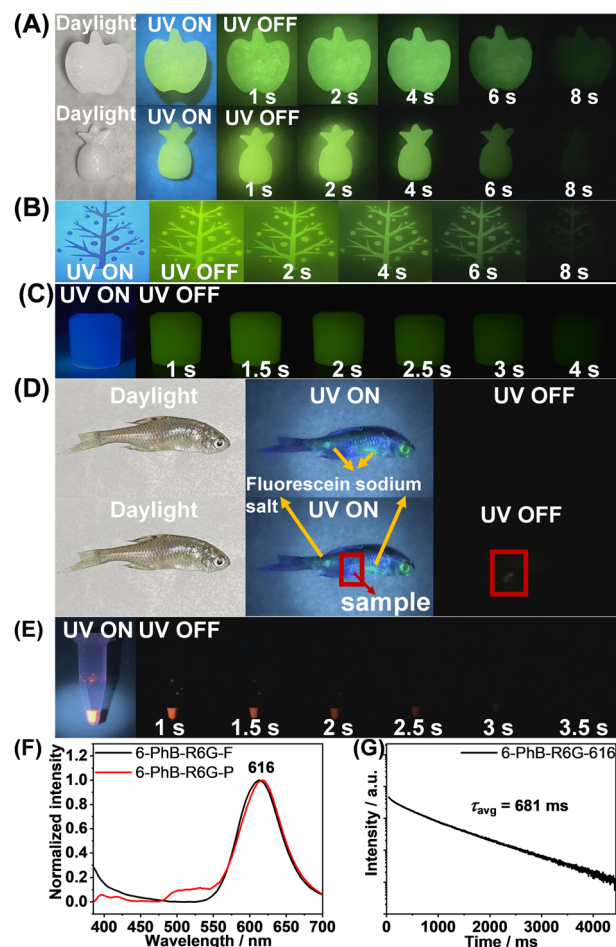 (A)
Daylight UV ON UV OFF
1 s 2 s 4 s 6 s 8 s
Daylight UV ON UV OFF
1 s 2 s 4 s 6 s 8 s
(B)
UV ON UV OFF 2 s 4 s 6 s 8 s
(C)
UV ON UV OFF
1 s 1.5 s 2 s 2.5 s 3 s 4 s
(D)
Daylight UV ON UV OFF
Fluorescein sodium
salt
Daylight UV ON UV OFF
sample
(E)
UV ON UV OFF
1 s 1.5 s 2 s 2.5 s 3 s 3.5 s
(F)
6-PhB-R6G-F
6-PhB-R6G-P
616
Normalized intensity
1.2
1.0
0.8
0.6
0.4
0.2
0.0
400 450 500 550 600 650 700
Wavelength / nm
(G)
6-PhB-R6G-616
τavg = 681 ms
Intensity / a.u.
0 1000 2000 3000 4000
Time / ms